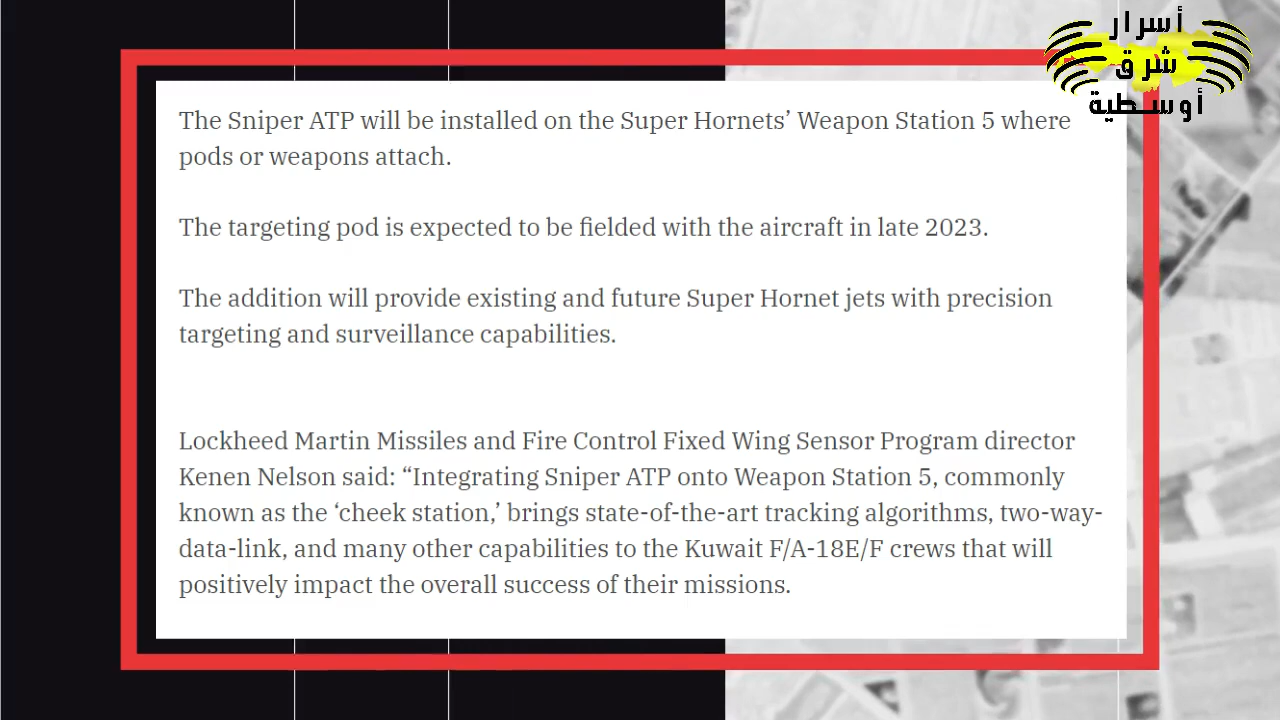 أسرار
شرق
أوسطية
The Sniper ATP will be installed on the Super Hornets’ Weapon Station 5 where
pods or weapons attach.
The targeting pod is expected to be fielded with the aircraft in late 2023.
The addition will provide existing and future Super Hornet jets with precision
targeting and surveillance capabilities.
Lockheed Martin Missiles and Fire Control Fixed Wing Sensor Program director
Kenen Nelson said: “Integrating Sniper ATP onto Weapon Station 5, commonly
known as the ‘cheek station,’ brings state-of-the-art tracking algorithms, two-way-
data-link, and many other capabilities to the Kuwait F/A-18E/F crews that will
positively impact the overall success of their missions.